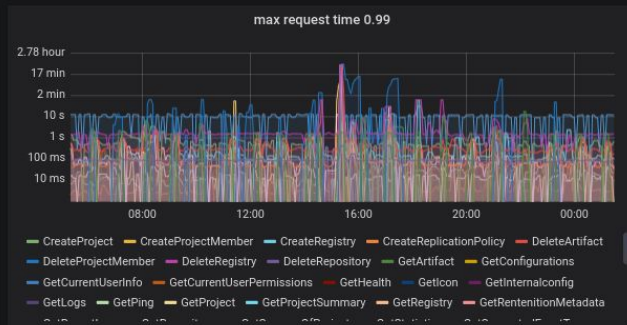 max request time 0.99
2.78 hour
17 min
2 min
10 s
1 s
100 ms
10 ms
08:00 12:00 16:00 20:00 00:00
CreateProject CreateProjectMember CreateRegistry CreateReplicationPolicy DeleteArtifact
DeleteProjectMember DeleteRegistry DeleteRepository GetArtifact GetConfigurations
GetCurrentUserInfo GetCurrentUserPermissions GetHealth GetIcon GetInternalconfig
GetLogs GetPing GetProject GetProjectSummary GetRegistry GetRentenitionMetadata